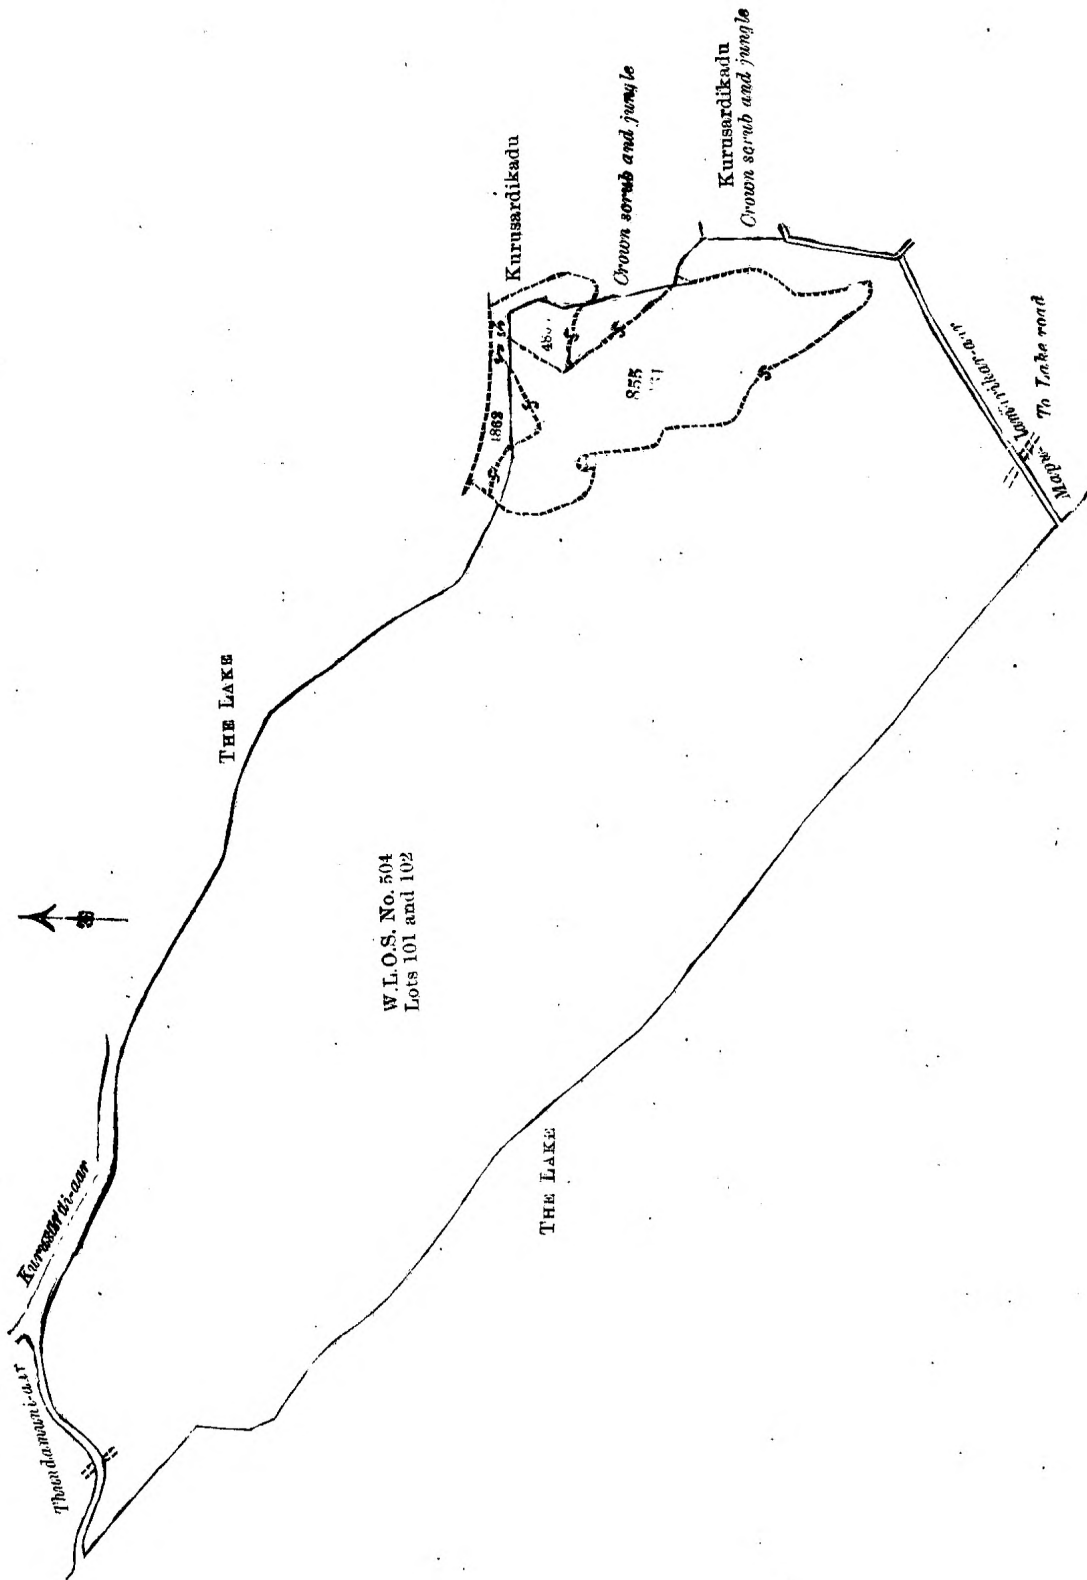 Thundamuni-aar
Kurusardi-aar
THE LAKE
W.L.O.S. No. 504
Lots 101 and 102
THE LAKE
1862
Kurusardikadu
Crown scrub and jungle
855
Kurusardikadu
Crown scrub and jungle
To Lake road